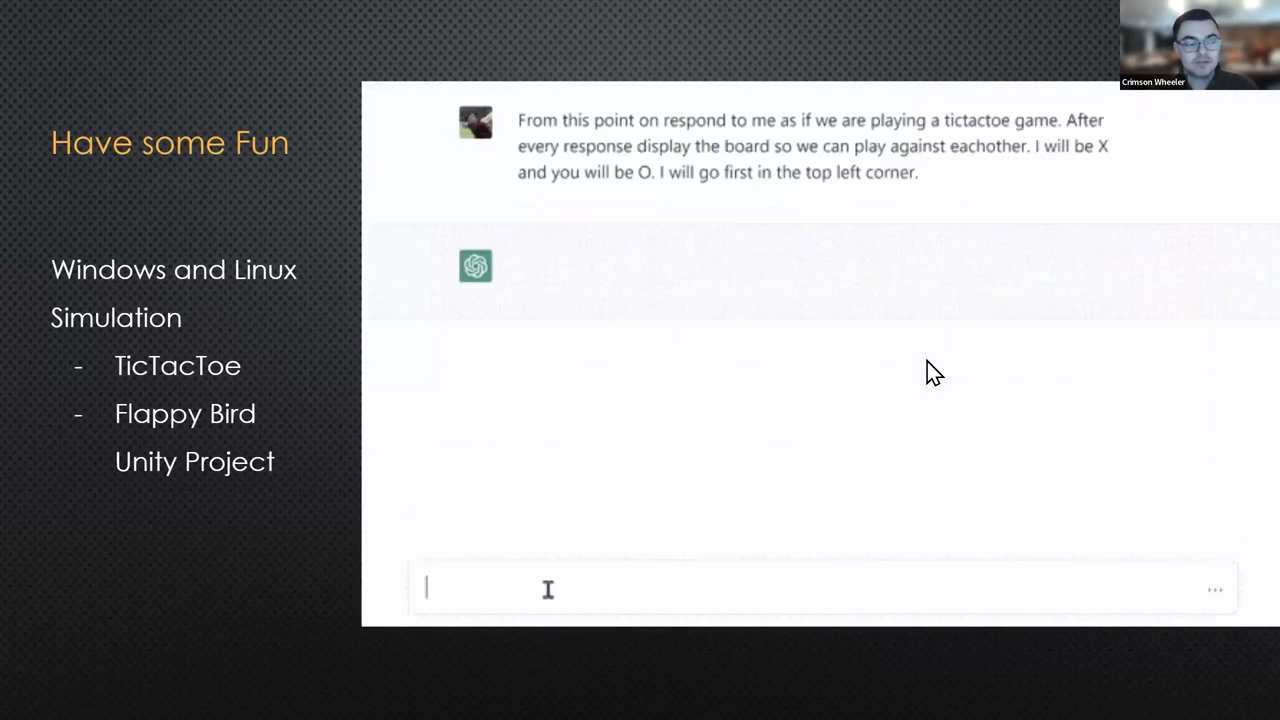 Crimson Wheeler
Have some Fun
Windows and Linux
Simulation
- TicTacToe
- Flappy Bird
Unity Project
From this point on respond to me as if we are playing a tictactoe game. After
every response display the board so we can play against eachother. I will be X
and you will be O. I will go first in the top left corner.